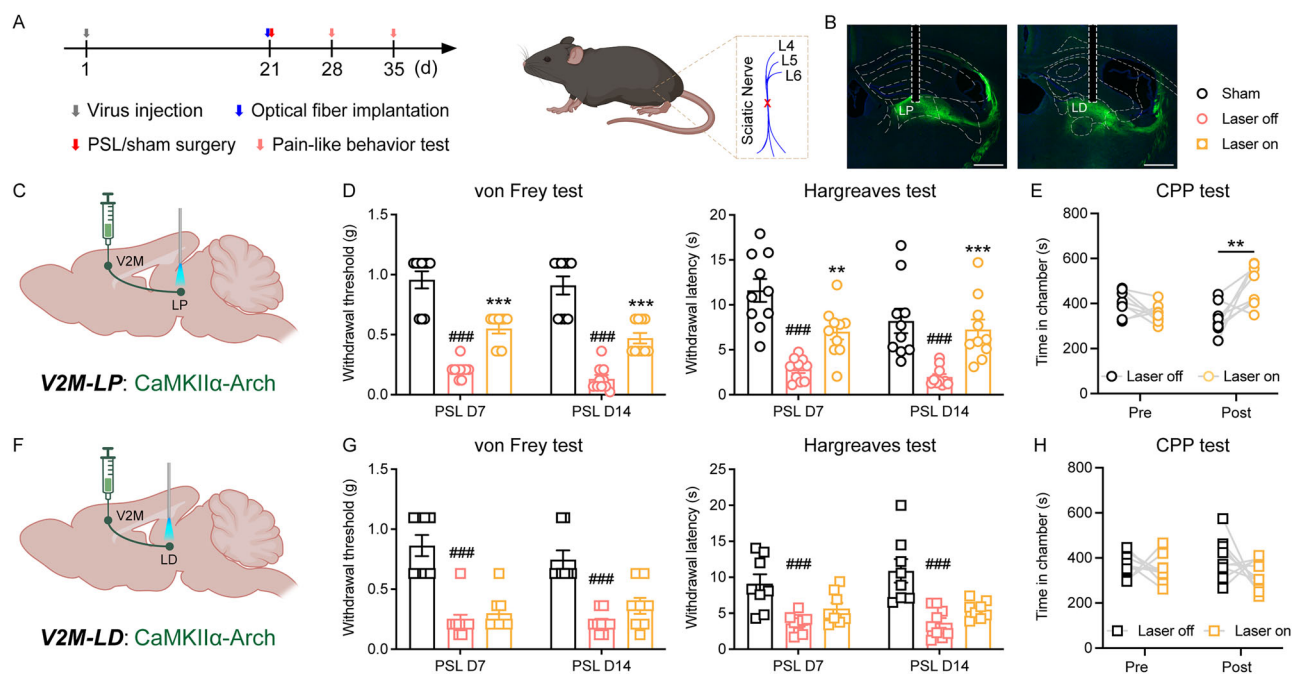 A
1 21 28 35 (d)
Virus injection
Optical fiber implantation
PSL/sham surgery
Pain-like behavior test
Sciatic Nerve
L4
L5
L6
B
LP
LD
Sham
Laser off
Laser on
C
V2M
LP
V2M-LP: CaMKIIα-Arch
D
von Frey test
Withdrawal threshold (g)
1.5
1.0
0.5
0.0
###
***
###
***
PSL D7
PSL D14
Hargreaves test
Withdrawal latency (s)
20
15
10
5
0
###
**
###
***
PSL D7
PSL D14
E
CPP test
Time in chamber (s)
800
600
400
200
0
**
Laser off
Laser on
Pre
Post
F
V2M
LD
V2M-LD: CaMKIIα-Arch
G
von Frey test
Withdrawal threshold (g)
1.5
1.0
0.5
0.0
###
###
PSL D7
PSL D14
Hargreaves test
Withdrawal latency (s)
25
20
15
10
5
0
###
###
PSL D7
PSL D14
H
CPP test
Time in chamber (s)
800
600
400
200
0
Laser off
Laser on
Pre
Post